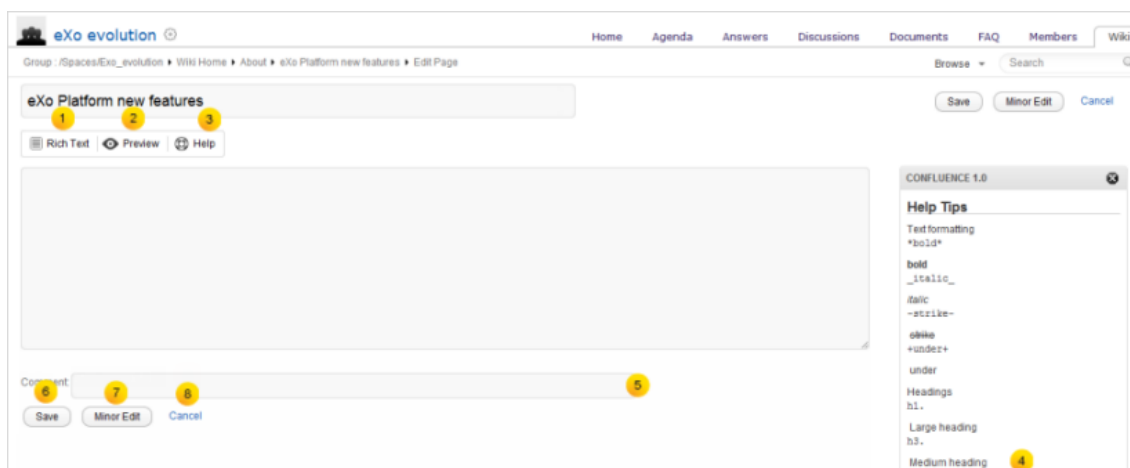 eXo evolution
Home Agenda Answers Discussions Documents FAQ Members Wiki
Group : /Spaces/Exo_evolution Wiki Home About eXo Platform new features Edit Page
Browse Search
eXo Platform new features
Save Minor Edit Cancel
1 2 3
Rich Text Preview Help
CONFLUENCE 1.0
Help Tips
Text formatting
*bold*
bold
_italic_
italic
-strike-
strike
+under+
under
Headings
h1.
Large heading
h3.
Medium heading
4
Comment
5
6 7 8
Save Minor Edit Cancel